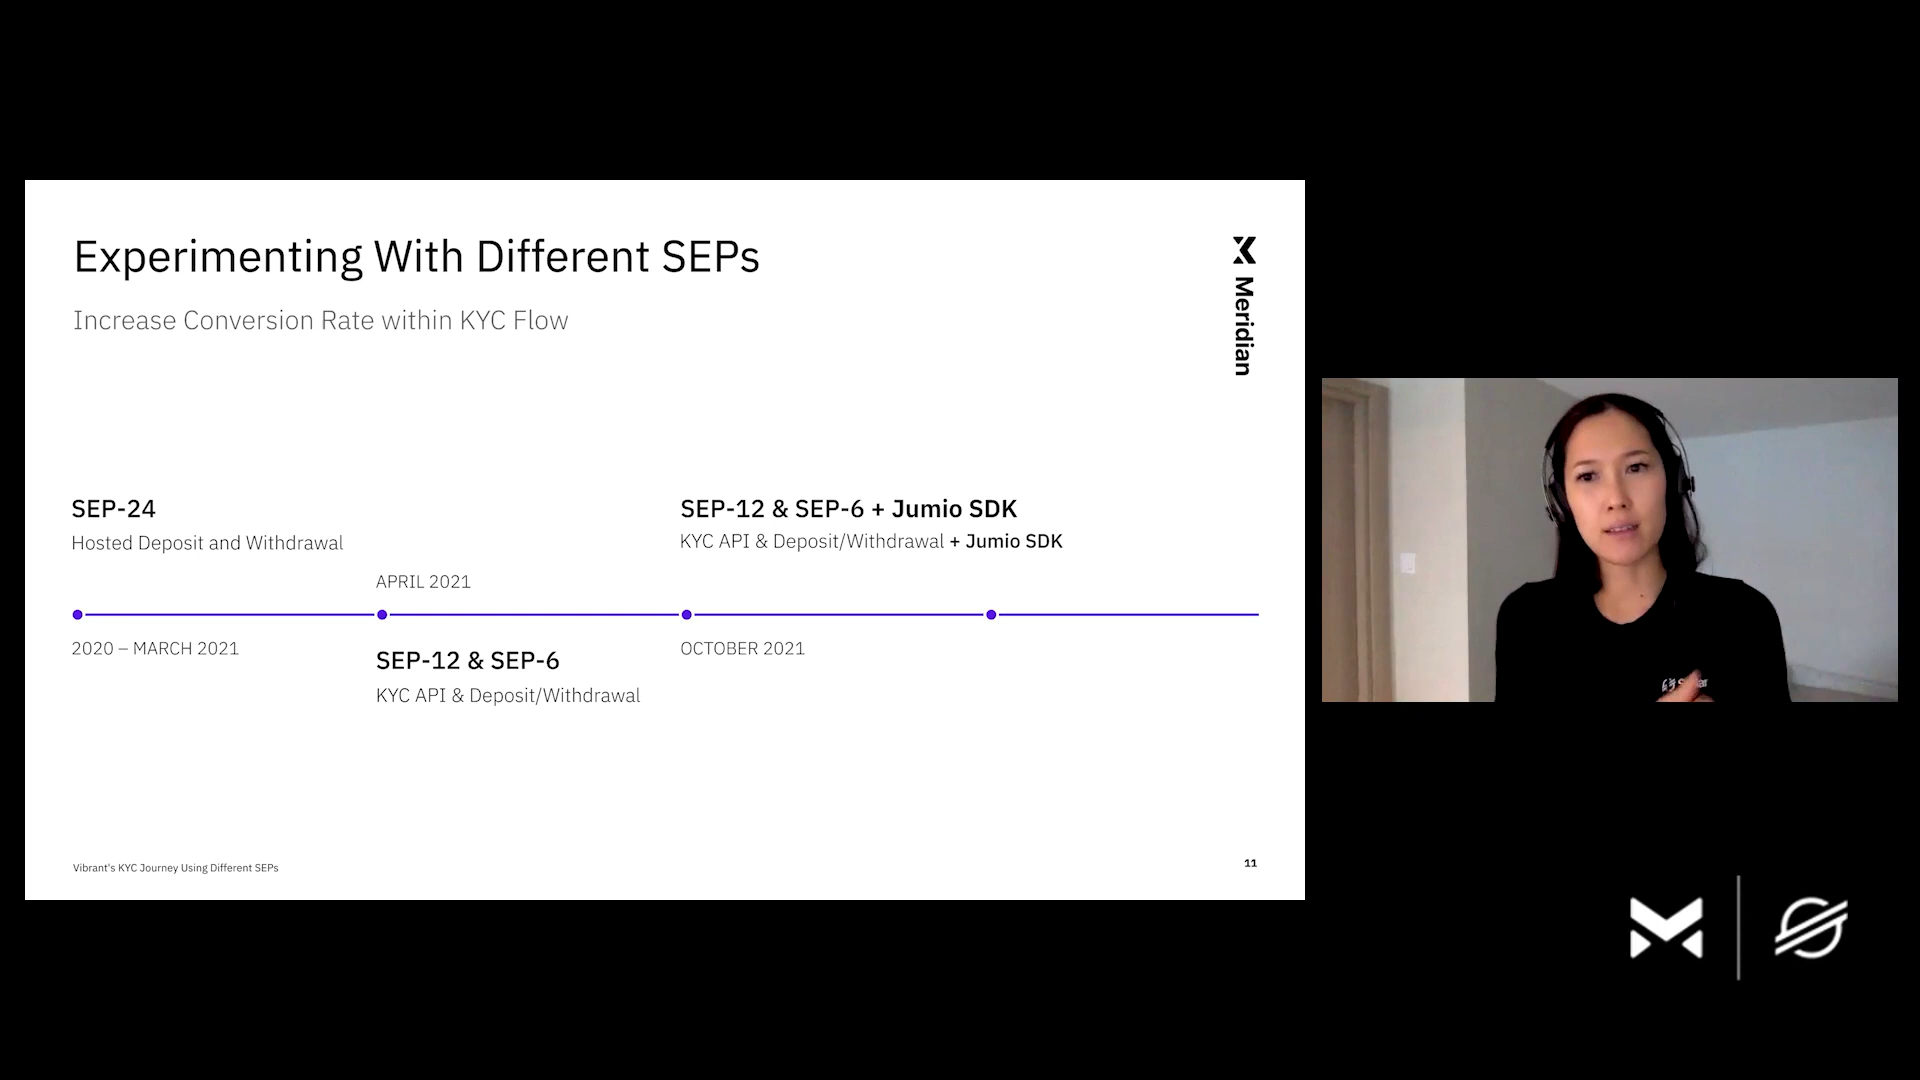 Experimenting With Different SEPs
Increase Conversion Rate within KYC Flow
Meridian
SEP-24
Hosted Deposit and Withdrawal
2020 – MARCH 2021
APRIL 2021
SEP-12 & SEP-6
KYC API & Deposit/Withdrawal
SEP-12 & SEP-6 + Jumio SDK
KYC API & Deposit/Withdrawal + Jumio SDK
OCTOBER 2021
Vibrant's KYC Journey Using Different SEPs
11